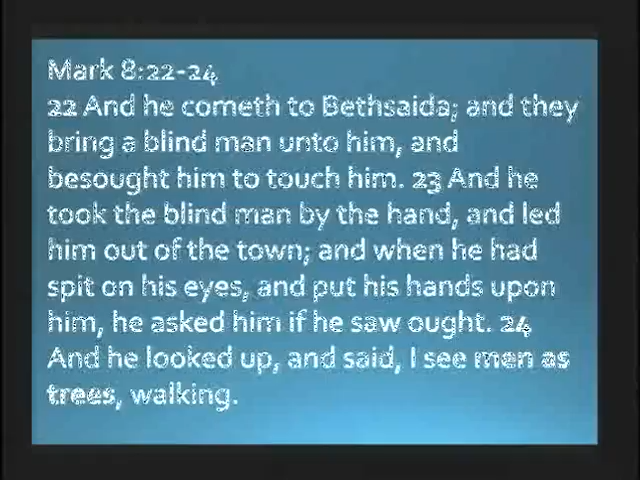 Mark 8:22-24
22 And he cometh to Bethsaida; and they
bring a blind man unto him, and
besought him to touch him. 23 And he
took the blind man by the hand, and led
him out of the town; and when he had
spit on his eyes, and put his hands upon
him, he asked him if he saw ought. 24
And he looked up, and said, I see men as
trees, walking.